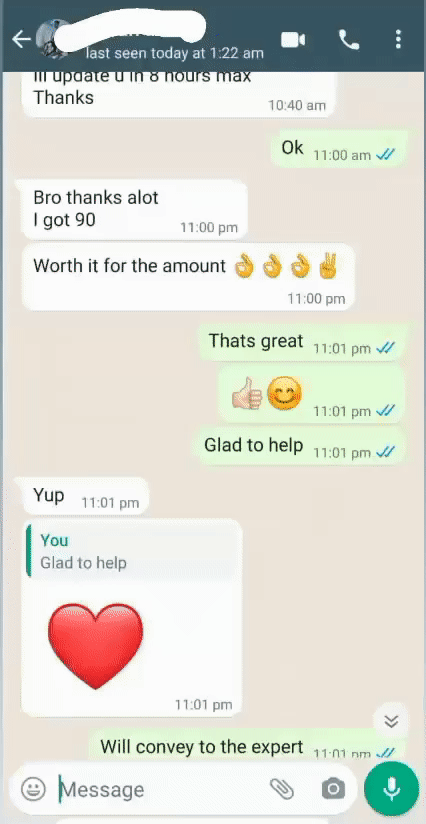 last seen today at 1:22 am
Ill update u in 8 hours max
Thanks
10:40 am
Ok
11:00 am
Bro thanks alot
I got 90
11:00 pm
Worth it for the amount 👌👌👌✌️
11:00 pm
Thats great
11:01 pm
👍😊
11:01 pm
Glad to help
11:01 pm
Yup
11:01 pm
You
Glad to help
❤️
11:01 pm
Will convey to the expert
11:01 pm
Message